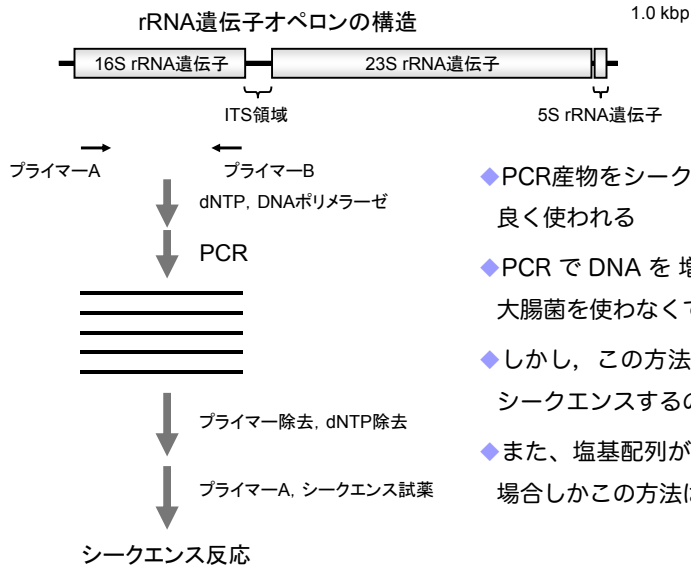 rRNA遺伝子オペロンの構造
1.0 kbp
16S rRNA遺伝子
23S rRNA遺伝子
ITS領域
5S rRNA遺伝子
プライマーA
プライマーB
dNTP, DNAポリメラーゼ
PCR
プライマー除去, dNTP除去
プライマーA, シークエンス試薬
シークエンス反応
◆PCR産物をシーク
良く使われる
◆PCR で DNA を 増
大腸菌を使わなくて
◆しかし，この方法
シークエンスするの
◆また、塩基配列が
場合しかこの方法は